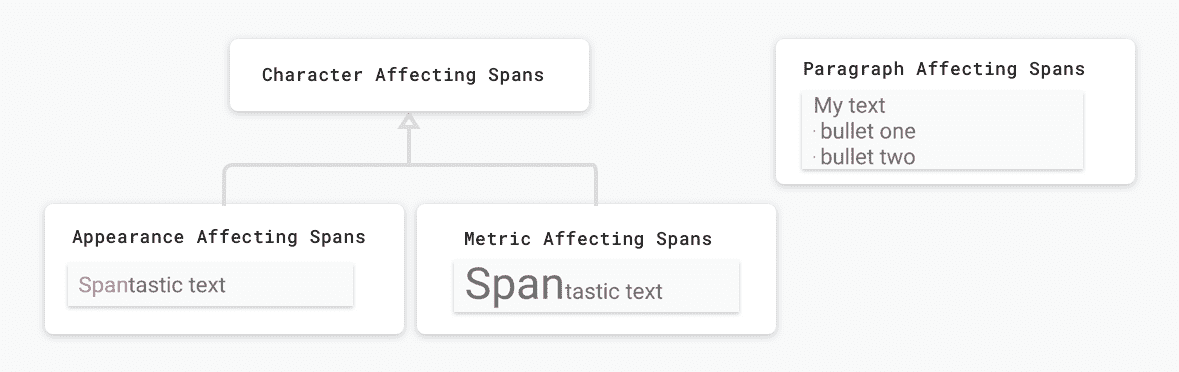 Character Affecting Spans
Paragraph Affecting Spans
My text
· bullet one
· bullet two
Appearance Affecting Spans
Spantastic text
Metric Affecting Spans
Spantastic text